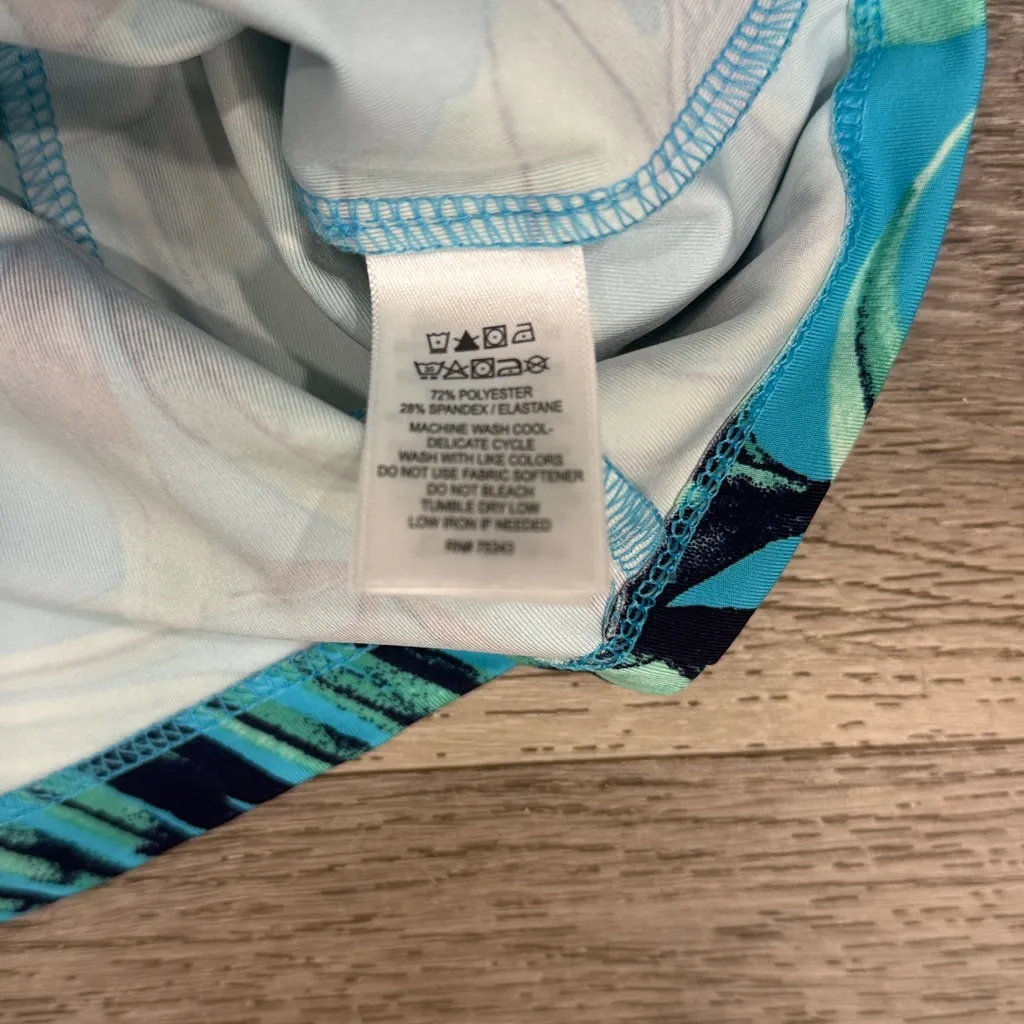 72% POLYESTER
28% SPANDEX / ELASTANE
MACHINE WASH COOL-
DELICATE CYCLE
WASH WITH LIKE COLORS
DO NOT USE FABRIC SOFTENER
DO NOT BLEACH
TUMBLE DRY LOW
LOW IRON IF NEEDED
RN#